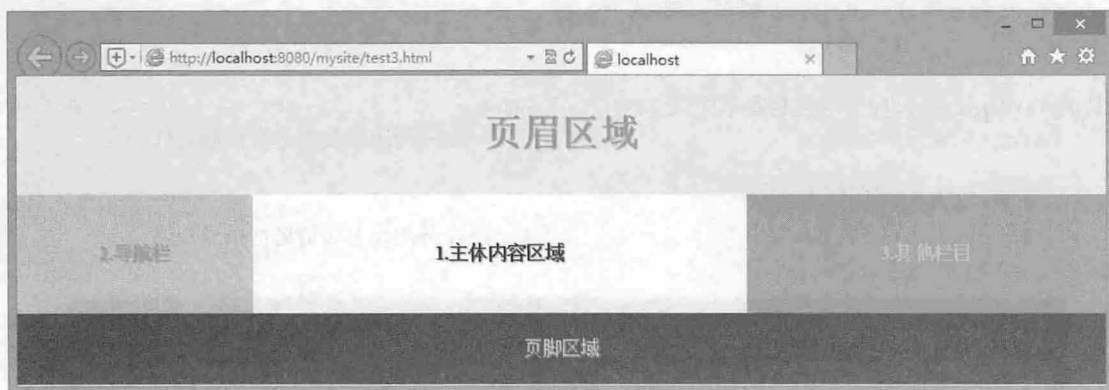 http://localhost:8080/mysite/test3.html
localhost
页眉区域
2.导航栏
1.主体内容区域
3.其他栏目
页脚区域